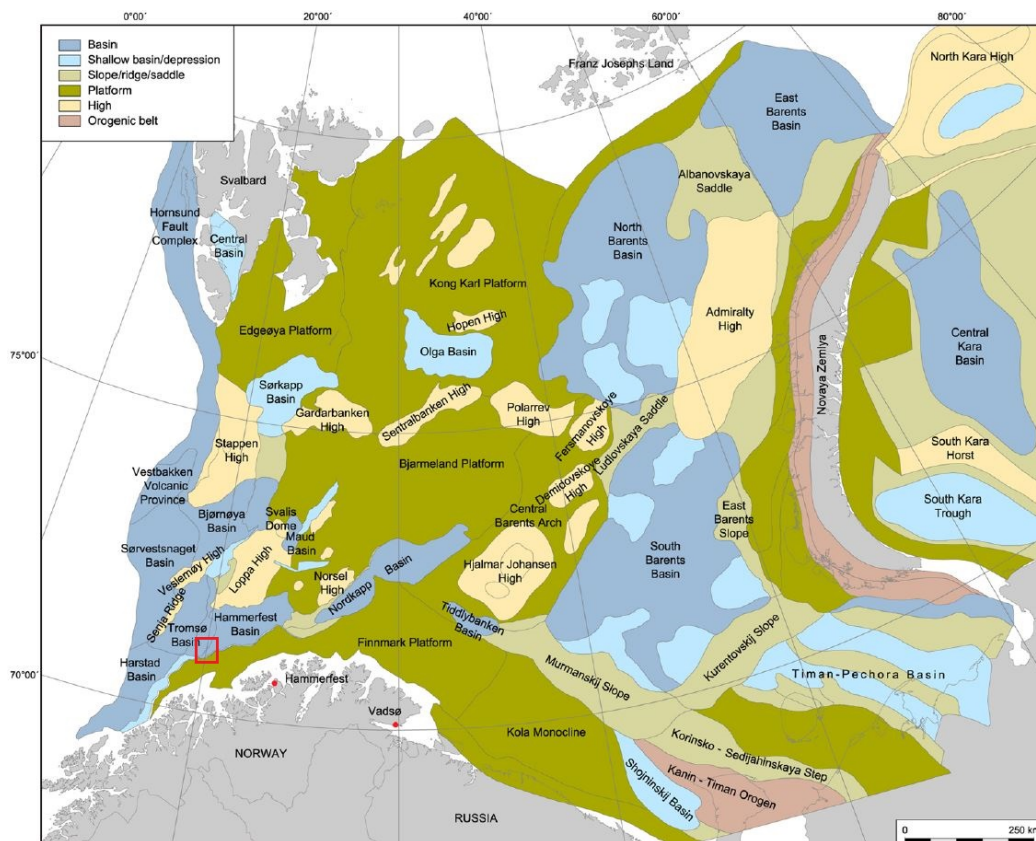 0°00'
20°00'
40°00'
60°00'
80°00'
Basin
Shallow basin/depression
Slope/ridge/saddle
Platform
High
Orogenic belt
Franz Josephs Land
North Kara High
East
Barents
Basin
Svalbard
Albanovskaya
Saddle
Hornsund
Fault
Complex
Central
Basin
North
Barents
Basin
Kong Karl Platform
Admiralty
High
Hopen High
Edgeøya Platform
Olga Basin
Central
Kara
Basin
Novaya Zemlya
75°00'
Sørkapp
Basin
Gardarbanken
High
Sentralbanken High
Polarrev
High
Fersmanovskoye
High
Ludlovskaya Saddle
Stappen
High
South Kara
Horst
Bjarmeland Platform
Vestbakken
Volcanic
Province
Demidovskoye
High
South Kara
Trough
Bjørnøya
Basin
Svalis
Dome
Maud
Basin
Central
Barents Arch
East
Barents
Slope
Sørvestsnaget
Basin
Veslemøy High
Loppa High
South
Barents
Basin
Hjalmar Johansen
High
Norsel
High
Nordkapp
Basin
Senja Ridge
Hammerfest
Basin
Tiddlybanken
Basin
Tromsø
Basin
Finnmark Platform
Kurentovskij Slope
Harstad
Basin
70°00'
Murmanskij Slope
Timan-Pechora Basin
Hammerfest
Vadsø
Kola Monocline
Korinsko - Sedijahinskaya Step
NORWAY
Shojninskij Basin
Kanin - Timan Orogen
RUSSIA
0
250 km